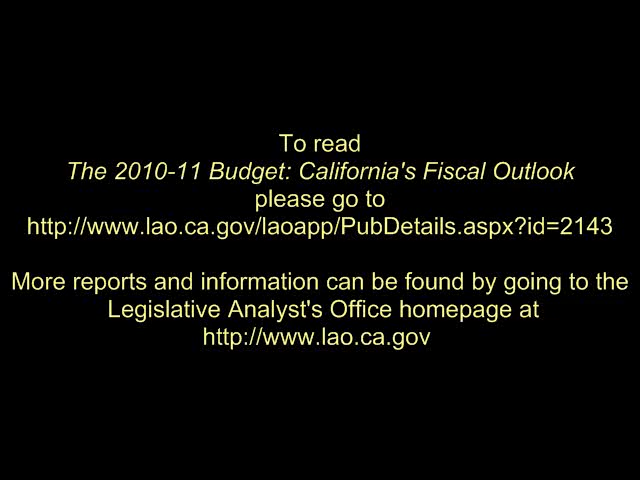 To read
The 2010-11 Budget: California's Fiscal Outlook
please go to
http://www.lao.ca.gov/laoapp/PubDetails.aspx?id=2143
More reports and information can be found by going to the
Legislative Analyst's Office homepage at
http://www.lao.ca.gov